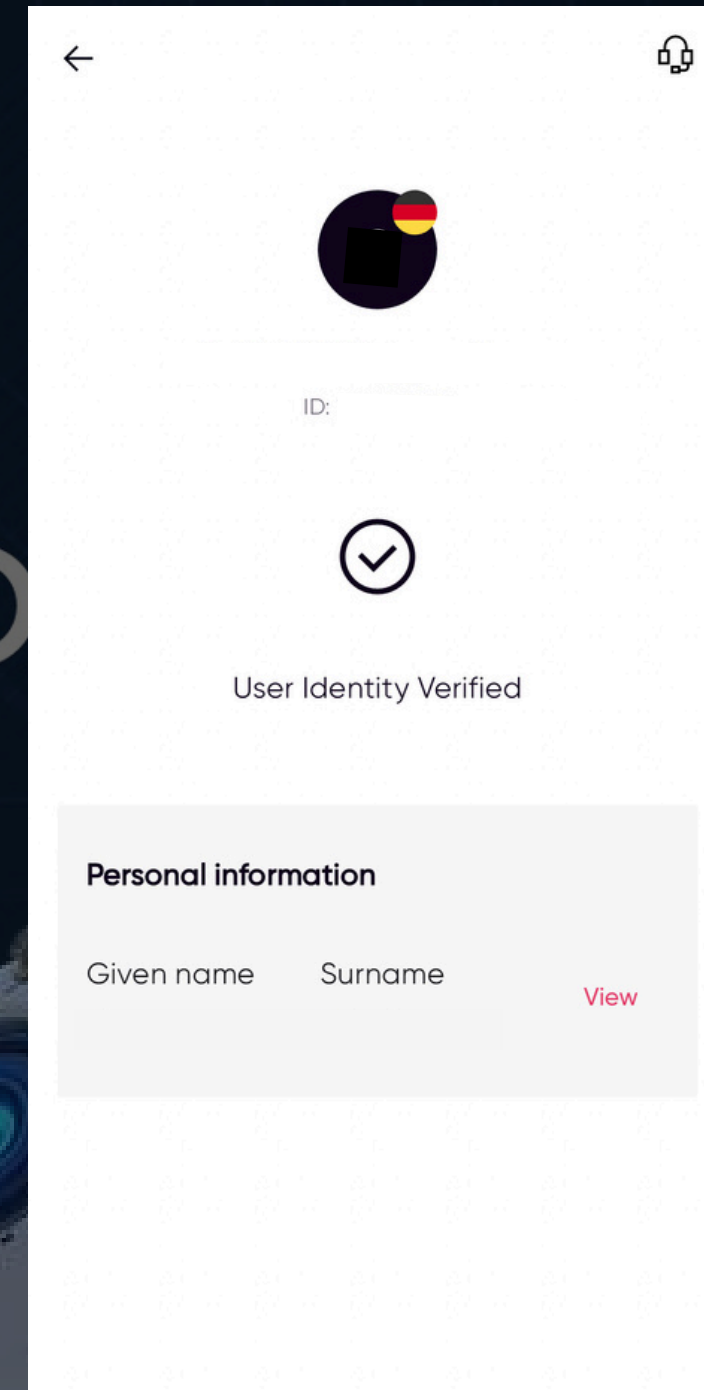 ID:
User Identity Verified
Personal information
Given name Surname
View